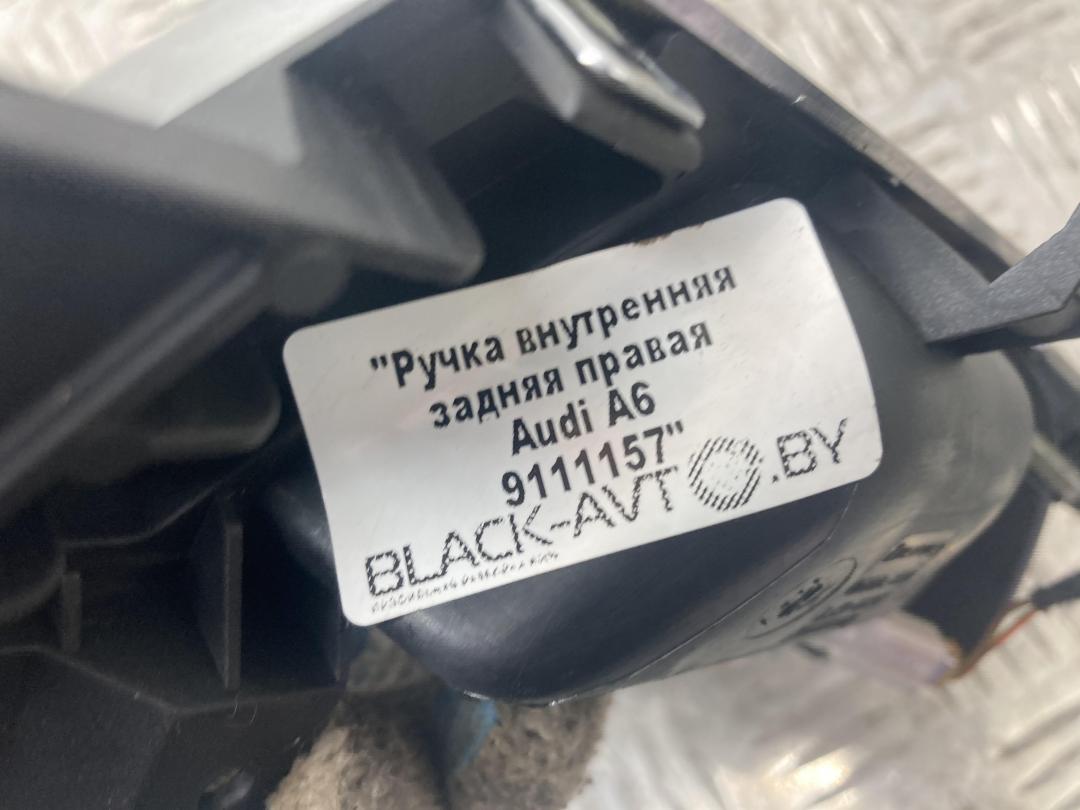 "Ручка внутренняя
задняя правая
Audi A6
9111157"
BLACK-AVTO.BY